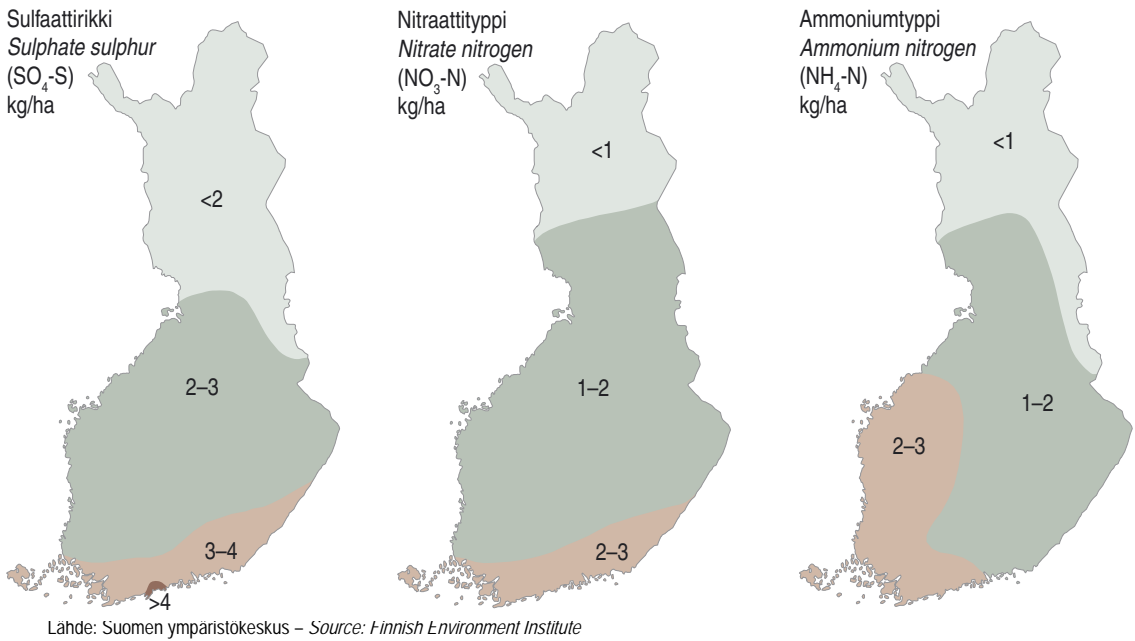 Sulfaattirikki
Sulphate sulphur
(SO4-S)
kg/ha
<2
2–3
3–4
>4
Nitraattityppi
Nitrate nitrogen
(NO3-N)
kg/ha
<1
1–2
2–3
Ammoniumtyppi
Ammonium nitrogen
(NH4-N)
kg/ha
<1
1–2
2–3
Lähde: Suomen ympäristökeskus – Source: Finnish Environment Institute